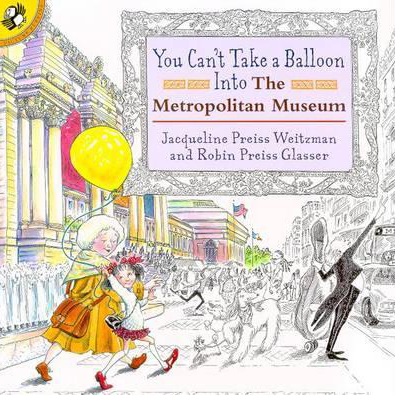 You Can't Take a Balloon
Into The
Metropolitan Museum
Jacqueline Preiss Weitzman
and Robin Preiss Glasser